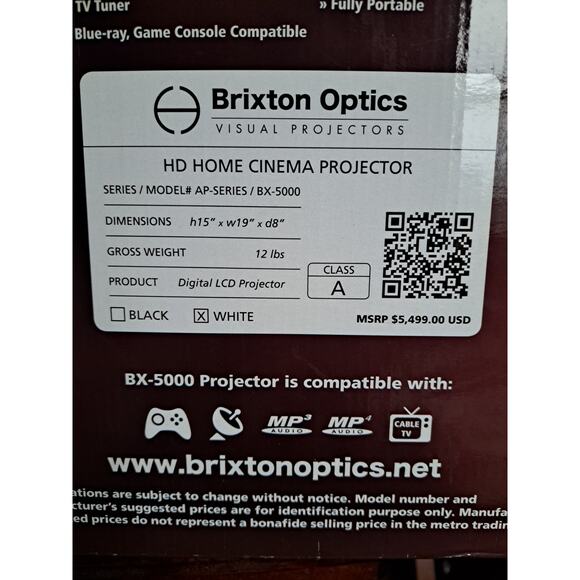 TV Tuner
» Fully Portable
Blue-ray, Game Console Compatible
Brixton Optics
VISUAL PROJECTORS
HD HOME CINEMA PROJECTOR
SERIES / MODEL# AP-SERIES / BX-5000
DIMENSIONS h15" x w19" x d8"
GROSS WEIGHT 12 lbs
PRODUCT Digital LCD Projector
CLASS
A
BLACK X WHITE
MSRP $5,499.00 USD
BX-5000 Projector is compatible with:
MP3 AUDIO MP4 AUDIO CABLE TV
www.brixtonoptics.net
ations are subject to change without notice. Model number and
cturer's suggested prices are for identification purpose only. Manufa
ed prices do not represent a bonafide selling price in the metro tradin